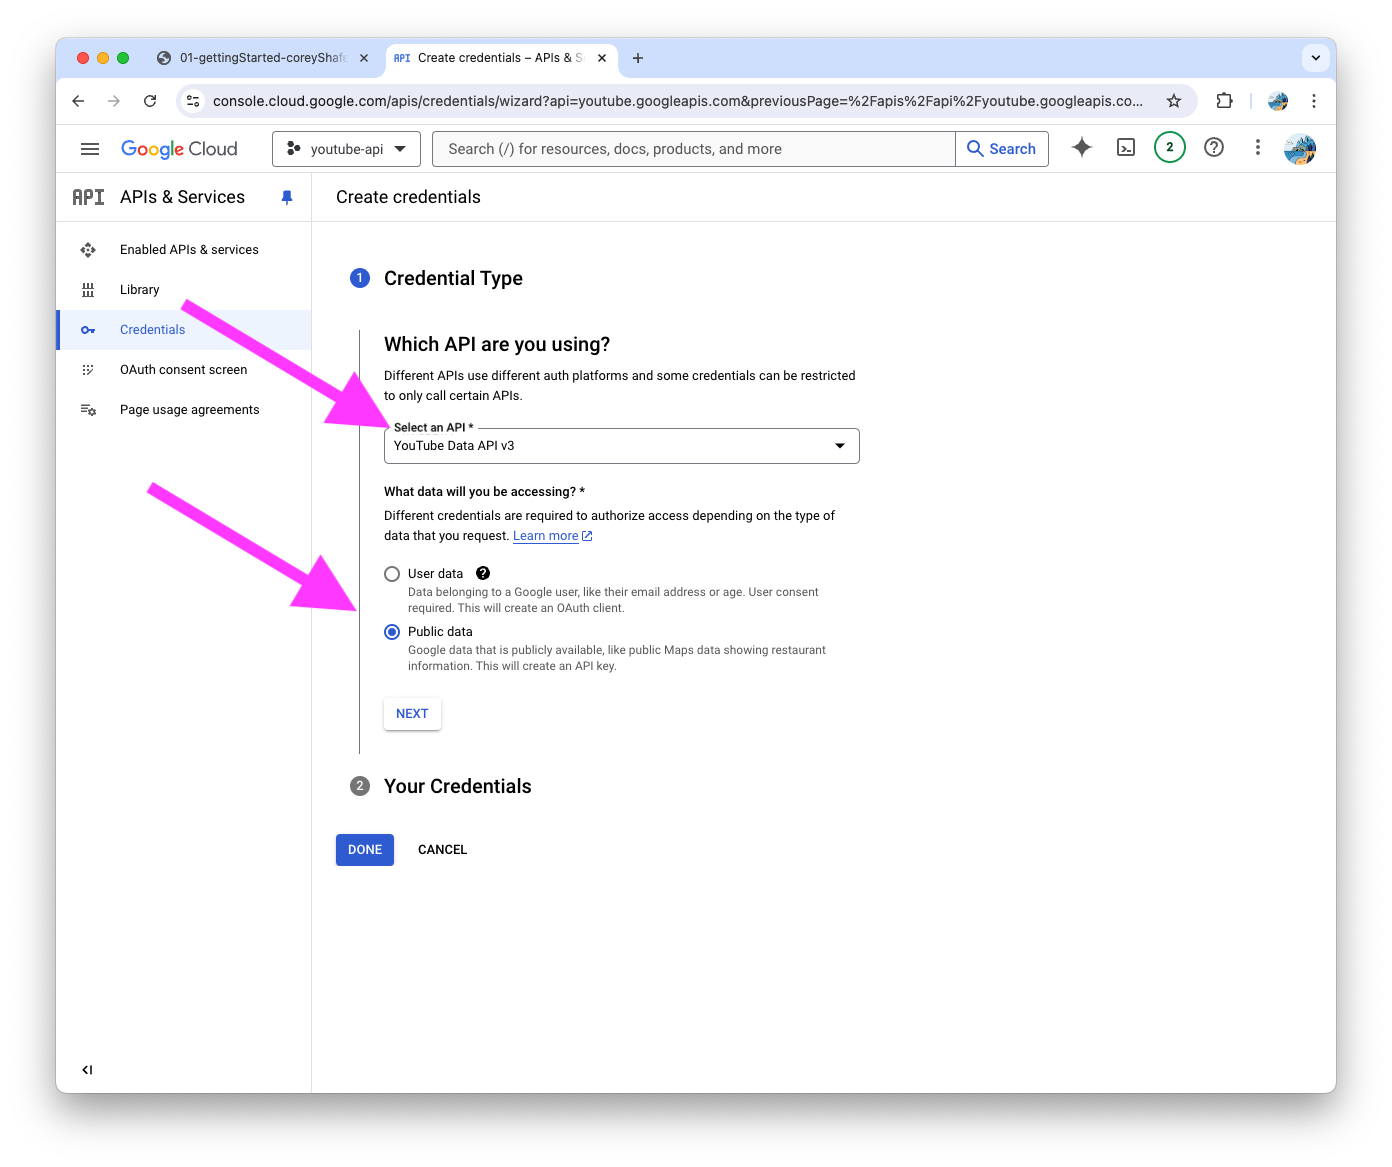 01-gettingStarted-coreyShafe
API Create credentials – APIs & S
console.cloud.google.com/apis/credentials/wizard?api=youtube.googleapis.com&previousPage=%2Fapis%2Fapi%2Fyoutube.googleapis.co...
Google Cloud
youtube-api
Search (/) for resources, docs, products, and more
Search
2
API APIs & Services
Create credentials
Enabled APIs & services
Library
Credentials
OAuth consent screen
Page usage agreements
1 Credential Type
Which API are you using?
Different APIs use different auth platforms and some credentials can be restricted
to only call certain APIs.
Select an API *
YouTube Data API v3
What data will you be accessing? *
Different credentials are required to authorize access depending on the type of
data that you request. Learn more
User data
Data belonging to a Google user, like their email address or age. User consent
required. This will create an OAuth client.
Public data
Google data that is publicly available, like public Maps data showing restaurant
information. This will create an API key.
NEXT
2 Your Credentials
DONE
CANCEL